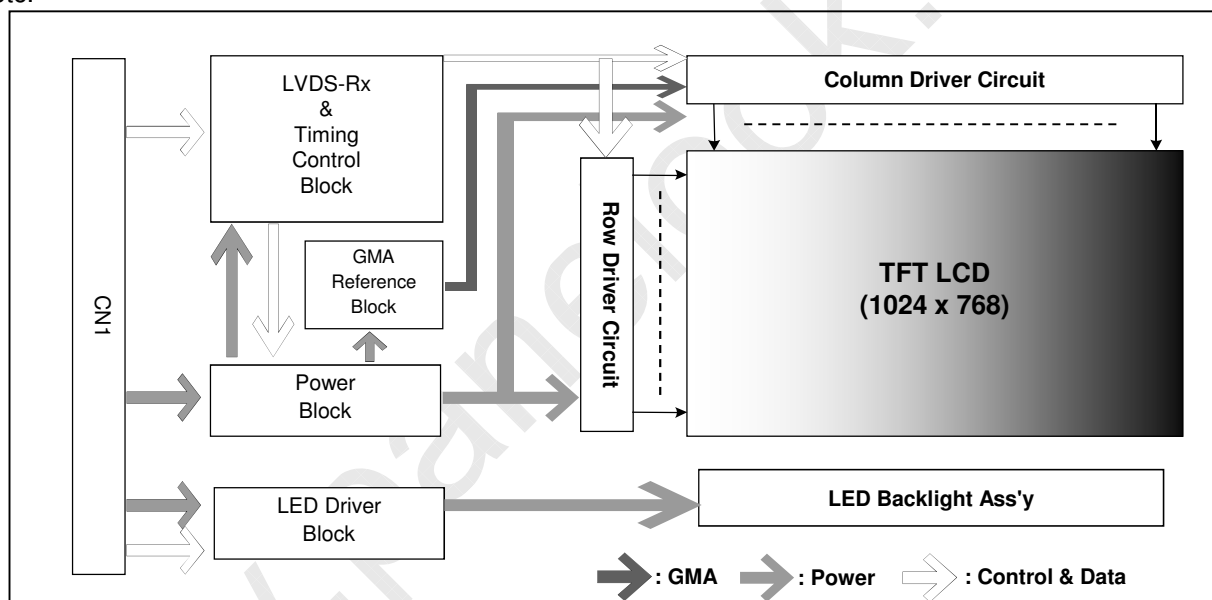 LVDS-Rx
&
Timing
Control
Block
Column Driver Circuit
GMA
Reference
Block
Row Driver Circuit
TFT LCD
(1024 x 768)
CN1
Power
Block
LED Driver
Block
LED Backlight Ass'y
: GMA
: Power
: Control & Data